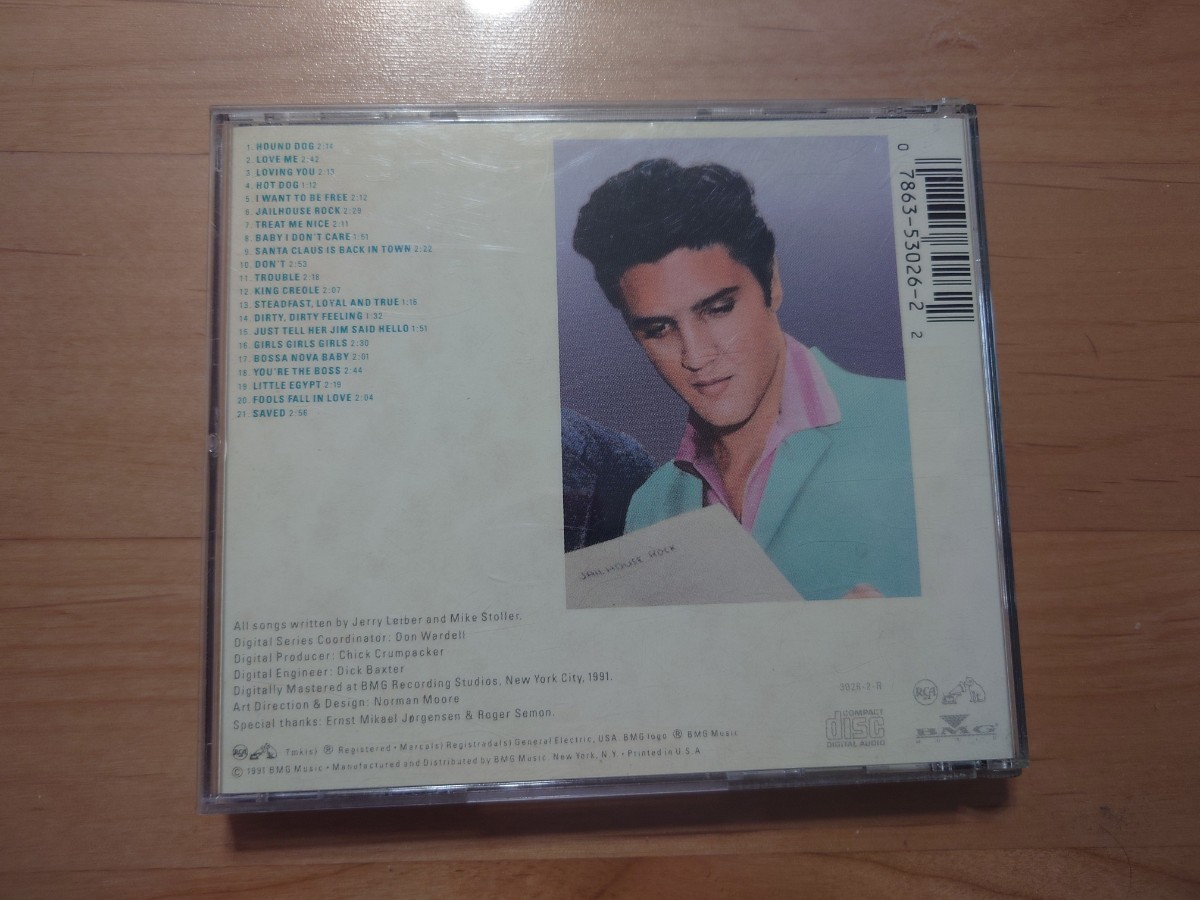 1. HOUND DOG 2:14
2. LOVE ME 2:42
3. LOVING YOU 2:13
4. HOT DOG 1:12
5. I WANT TO BE FREE 2:12
6. JAILHOUSE ROCK 2:29
7. TREAT ME NICE 2:11
8. BABY I DON'T CARE 1:51
9. SANTA CLAUS IS BACK IN TOWN 2:22
10. DON'T 2:53
11. TROUBLE 2:16
12. KING CREOLE 2:07
13. STEADFAST, LOYAL AND TRUE 1:16
14. DIRTY, DIRTY FEELING 1:32
15. JUST TELL HER JIM SAID HELLO 1:51
16. GIRLS GIRLS GIRLS 2:30
17. BOSSA NOVA BABY 2:01
18. YOU'RE THE BOSS 2:44
19. LITTLE EGYPT 2:19
20. FOOLS FALL IN LOVE 2:04
21. SAVED 2:56
0 7863-53026-2 2
JAILHOUSE ROCK
All songs written by Jerry Leiber and Mike Stoller.
Digital Series Coordinator: Don Wardell
Digital Producer: Chick Crumpacker
Digital Engineer: Dick Baxter
Digitally Mastered at BMG Recording Studios, New York City, 1991.
Art Direction & Design: Norman Moore
Special thanks: Ernst Mikael Jørgensen & Roger Semon
RCA Tmk(s) ® Registered • Marca(s) Registrada(s) General Electric, USA. BMG logo ® BMG Music
© 1991 BMG Music • Manufactured and Distributed by BMG Music. New York, N.Y. • Printed in U.S.A
3026-2-R
RCA
COMPACT
disc
DIGITAL AUDIO
BMG